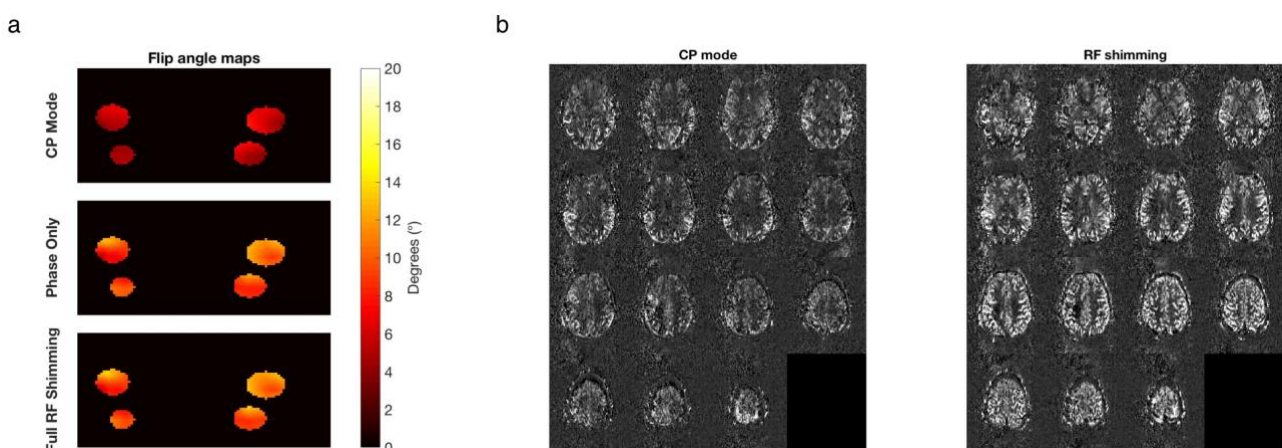 a
Flip angle maps
CP Mode
Phase Only
Full RF Shimming
20
18
16
14
12
10
8
6
4
2
0
Degrees (°)
b
CP mode
RF shimming